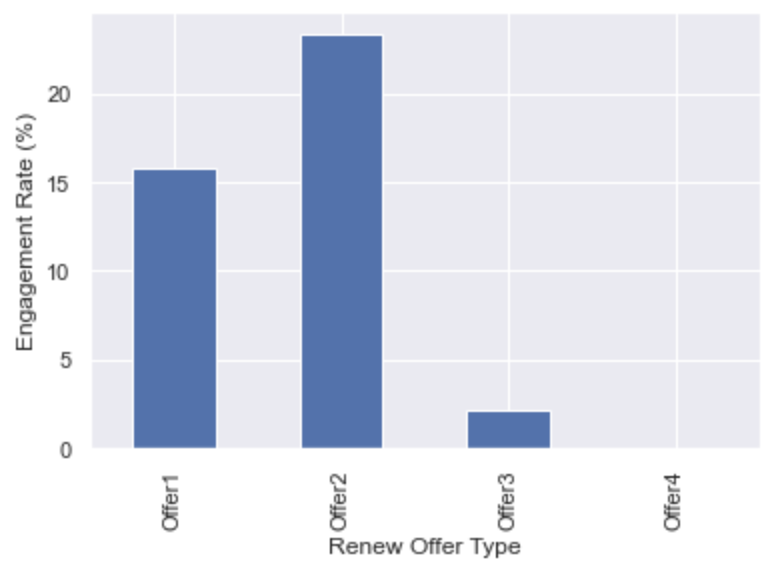 Engagement Rate (%)
20
15
10
5
0
Offer1
Offer2
Offer3
Offer4
Renew Offer Type